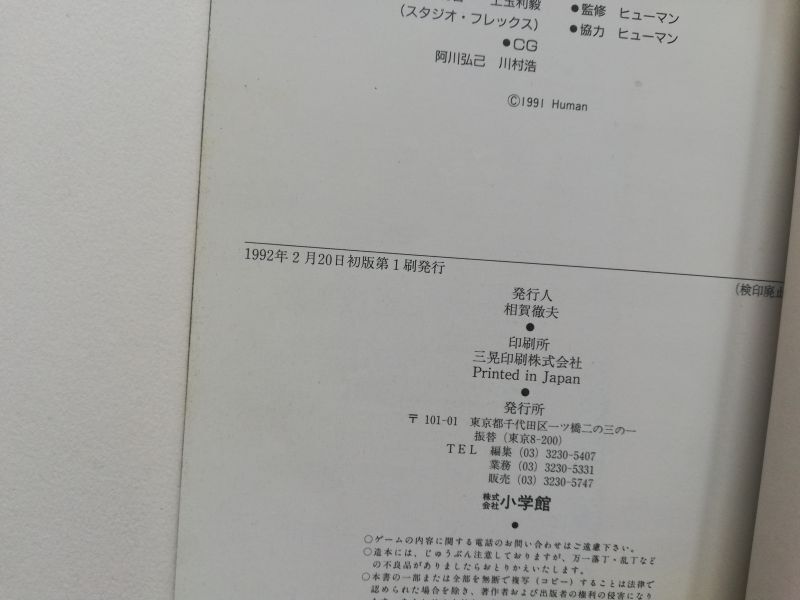 上玉利毅
(スタジオ・フレックス)
●CG
阿川弘己 川村浩
●監修 ヒューマン
●協力 ヒューマン
©1991 Human
1992年2月20日初版第1刷発行
(検印廃止
発行人
相賀徹夫
●
印刷所
三晃印刷株式会社
Printed in Japan
●
発行所
〒101-01 東京都千代田区一ツ橋二の三の一
振替(東京8-200)
TEL 編集(03)3230-5407
業務(03)3230-5331
販売(03)3230-5747
株式会社小学館
●
○ゲームの内容に関する電話のお問い合わせはご遠慮下さい。
○造本には、じゅうぶん注意しておりますが、万一落丁・乱丁など
の不良品がありましたらおとりかえいたします。
○本書の一部または全部を無断で複写(コピー)することは法律で
認められた場合を除き、著作者および出版者の権利の侵害になり